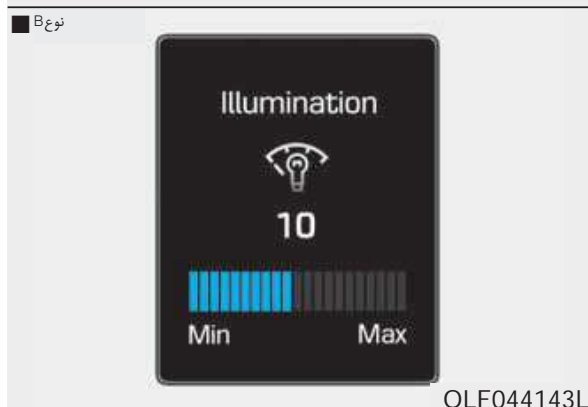 ■ نوعB
Illumination
10
Min Max
OLF044143L